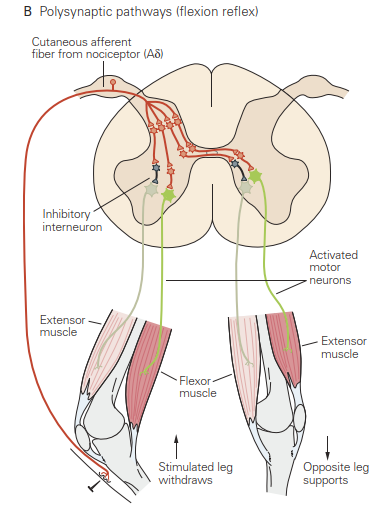 B Polysynaptic pathways (flexion reflex)
Cutaneous afferent
fiber from nociceptor (Aδ)
Inhibitory
interneuron
Activated
motor
neurons
Extensor
muscle
Extensor
muscle
Flexor
muscle
Stimulated leg
withdraws
Opposite leg
supports